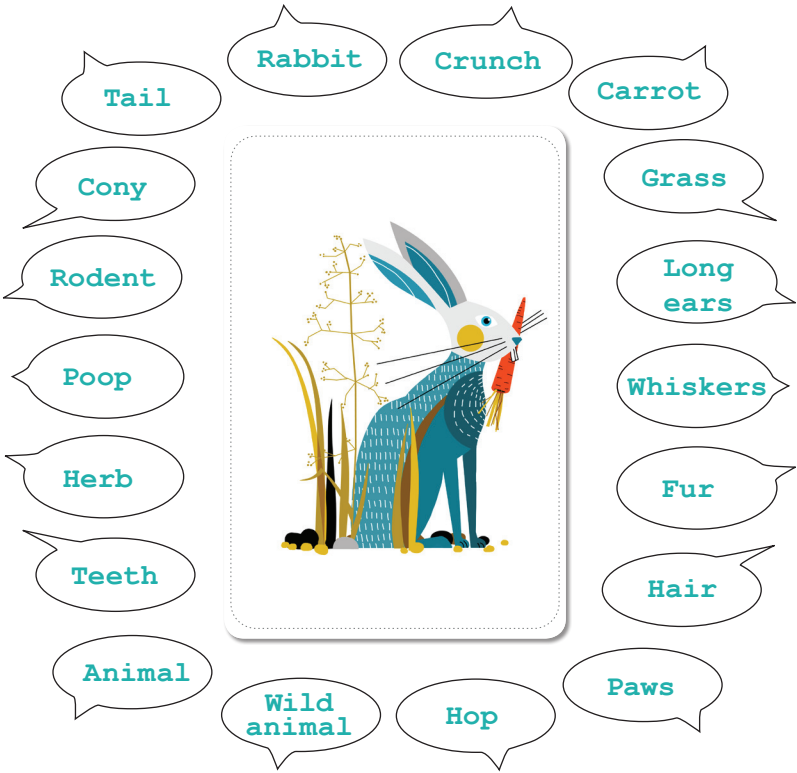 Rabbit
Crunch
Tail
Carrot
Cony
Grass
Rodent
Long
ears
Poop
Whiskers
Herb
Fur
Teeth
Hair
Animal
Paws
Wild
animal
Hop